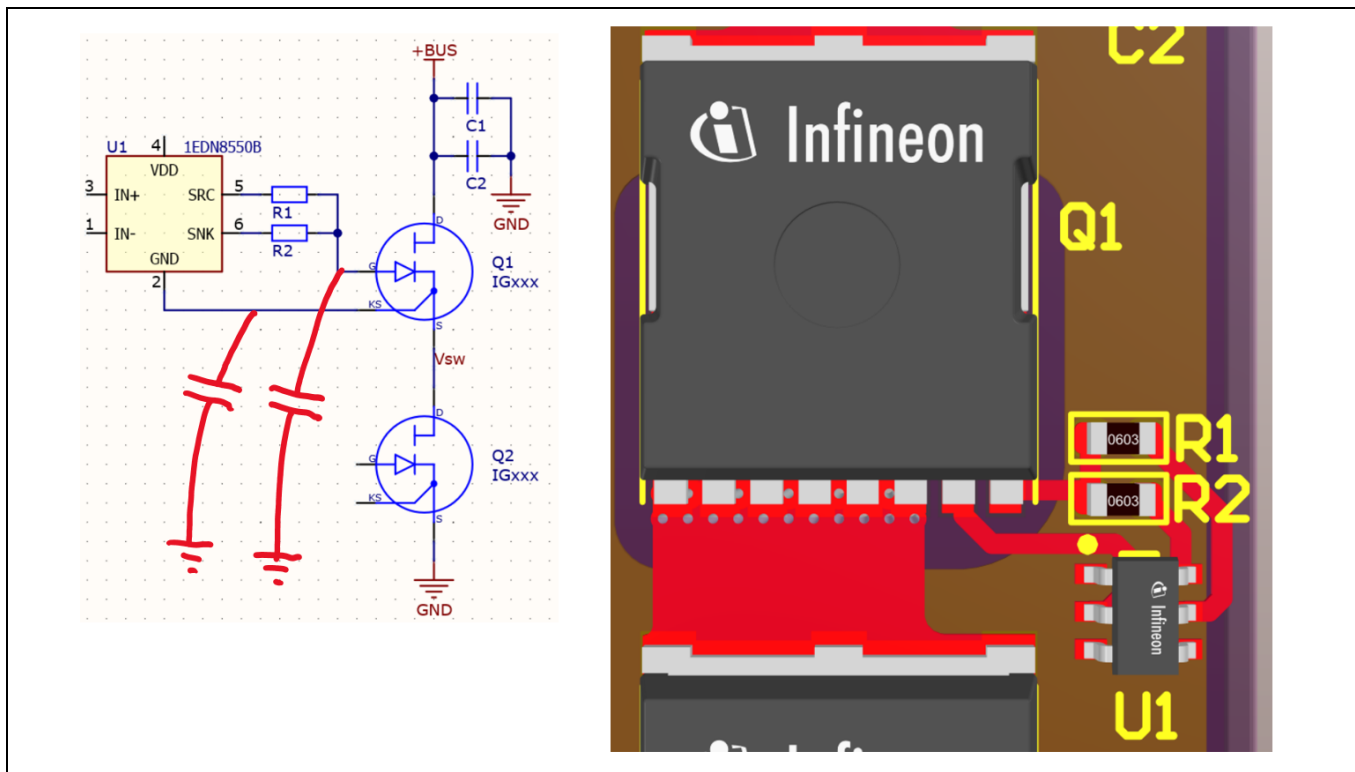 +BUS
C1
C2
GND
U1
4
1EDN8550B
VDD
3
IN+
SRC
5
R1
1
IN-
SNK
6
R2
GND
2
D
G
KS
S
Q1
IGxxx
Vsw
D
G
KS
S
Q2
IGxxx
GND
C2
Infineon
Q1
0603
R1
0603
R2
Infineon
U1